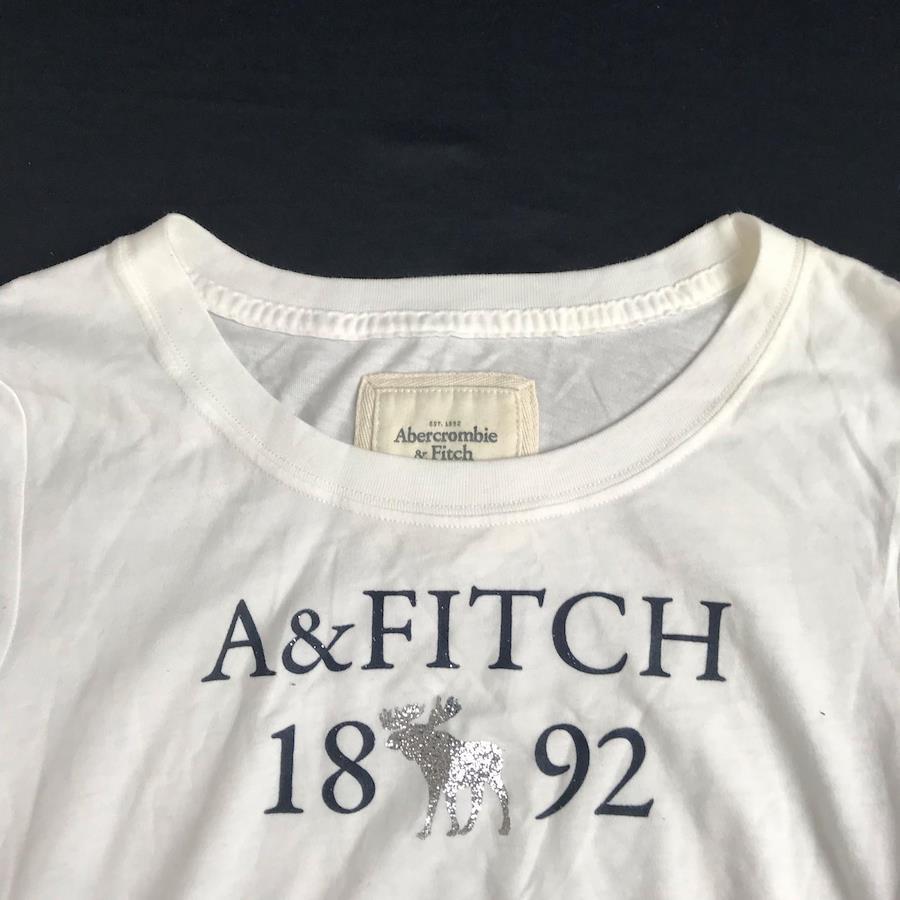 EST. 1892
Abercrombie
& Fitch
A&FITCH
18 92